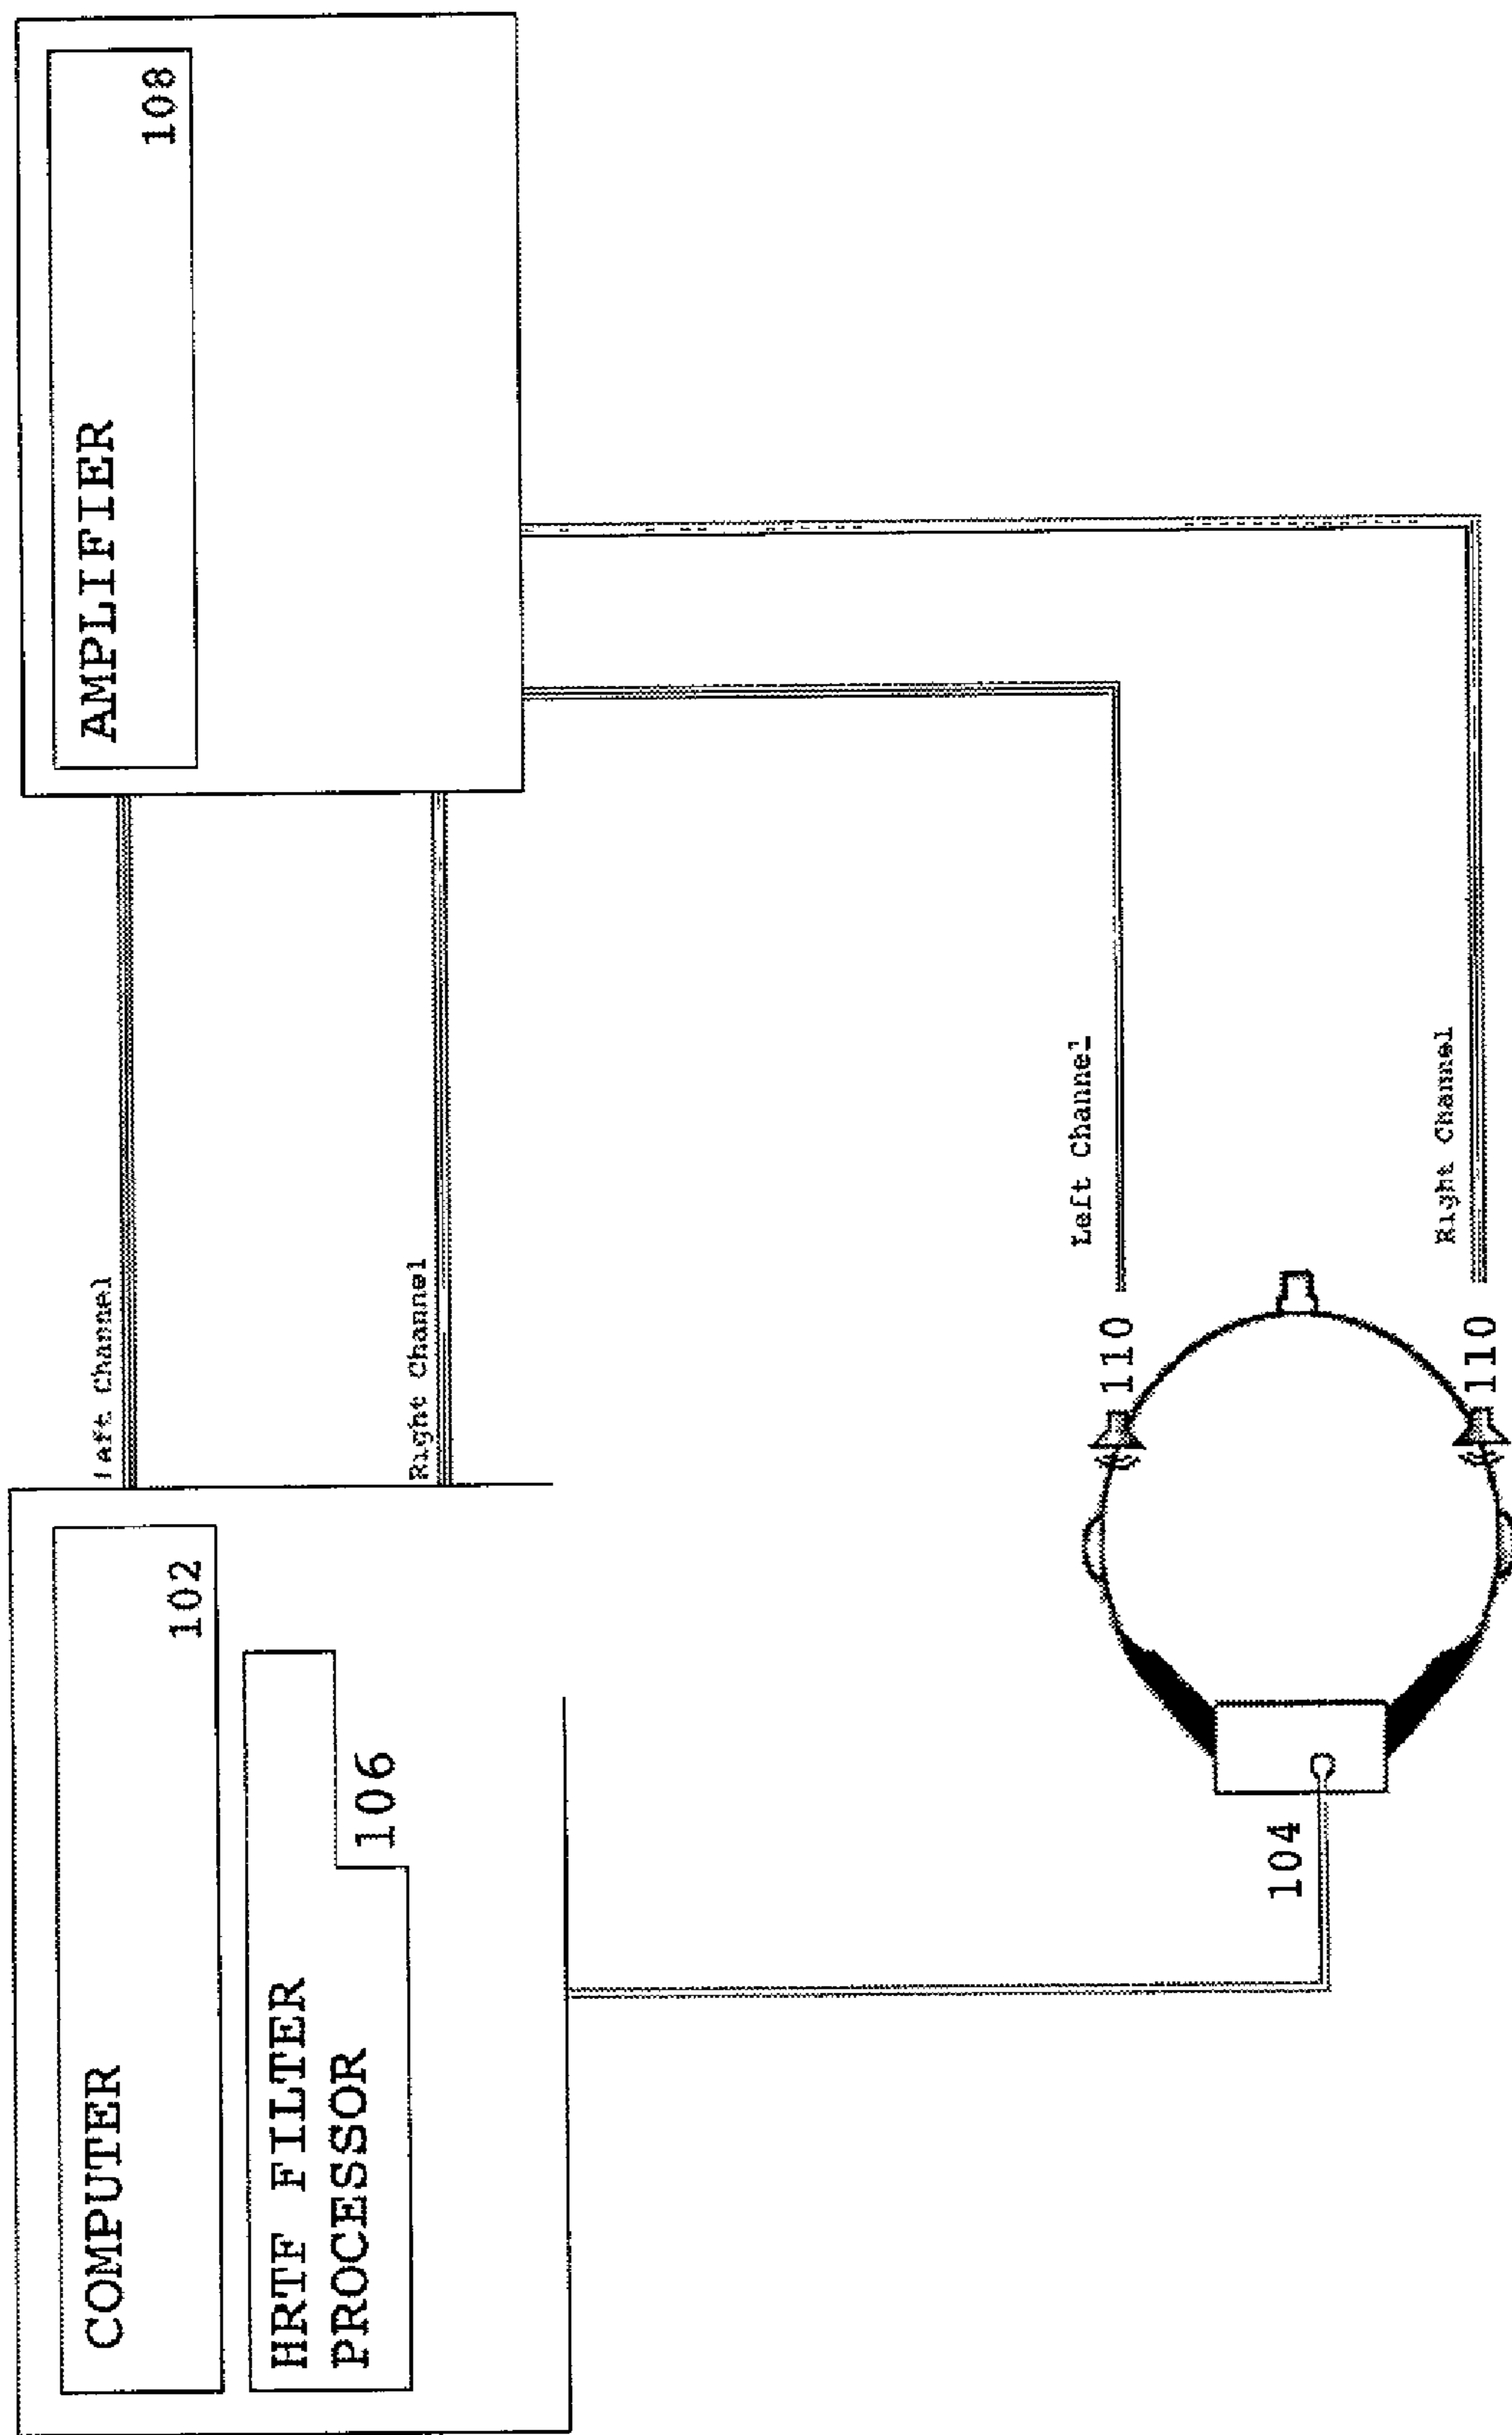 COMPUTER
102
HRTF FILTER
PROCESSOR
106
Left Channel
Right Channel
AMPLIFIER
108
104
110
Left Channel
110
Right Channel